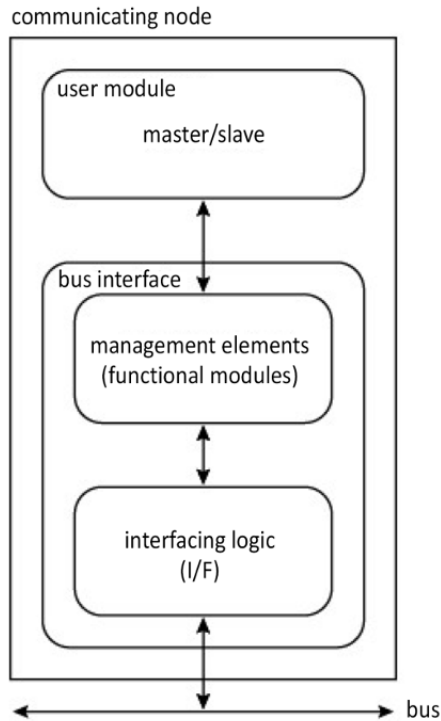 communicating node
user module
master/slave
bus interface
management elements
(functional modules)
interfacing logic
(I/F)
bus